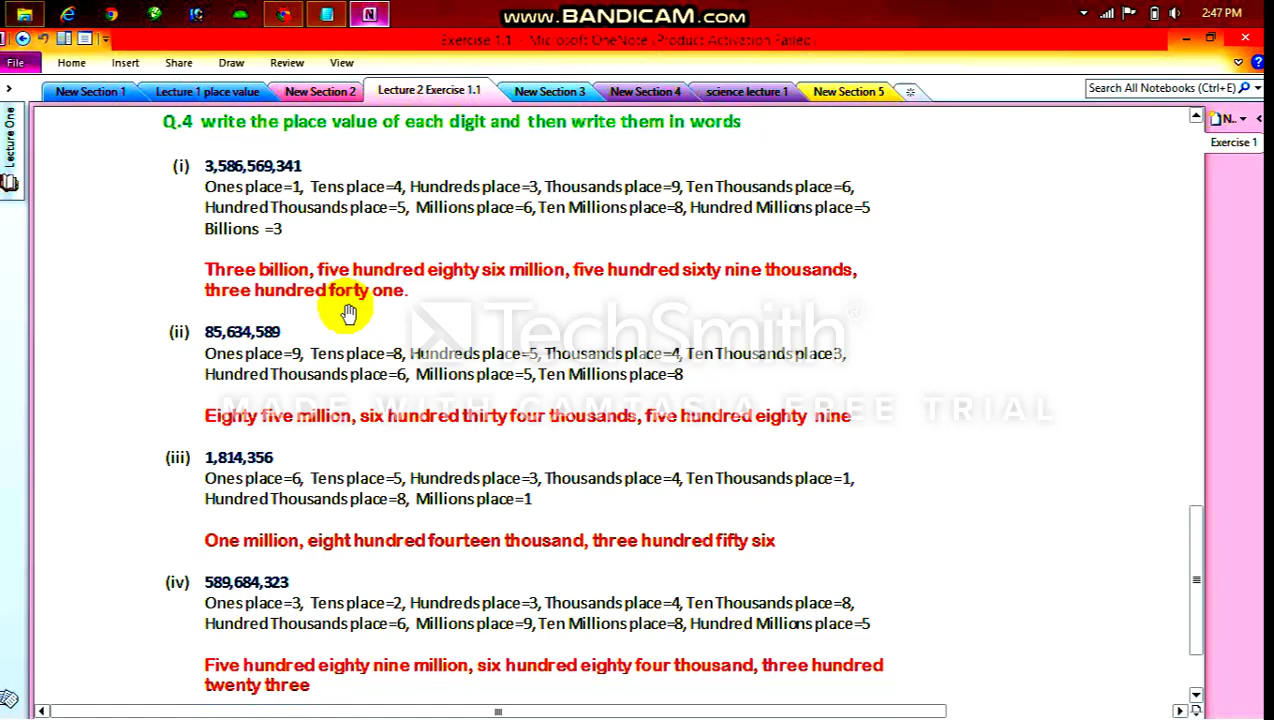 www.BANDICAM.com
2:47 PM
Exercise 1.1 - Microsoft OneNote (Product Activation Failed)
File Home Insert Share Draw Review View
New Section 1 Lecture 1 place value New Section 2 Lecture 2 Exercise 1.1 New Section 3 New Section 4 science lecture 1 New Section 5 Search All Notebooks (Ctrl+E)
N..
Lecture One
Exercise 1
Q.4 write the place value of each digit and then write them in words
(i) 3,586,569,341
Ones place=1, Tens place=4, Hundreds place=3, Thousands place=9, Ten Thousands place=6,
Hundred Thousands place=5, Millions place=6, Ten Millions place=8, Hundred Millions place=5
Billions =3
Three billion, five hundred eighty six million, five hundred sixty nine thousands,
three hundred forty one.
TechSmith®
(ii) 85,634,589
Ones place=9, Tens place=8, Hundreds place=5, Thousands place=4, Ten Thousands place3,
Hundred Thousands place=6, Millions place=5, Ten Millions place=8
MADE WITH CAMTASIA FREE TRIAL
Eighty five million, six hundred thirty four thousands, five hundred eighty nine
(iii) 1,814,356
Ones place=6, Tens place=5, Hundreds place=3, Thousands place=4, Ten Thousands place=1,
Hundred Thousands place=8, Millions place=1
One million, eight hundred fourteen thousand, three hundred fifty six
(iv) 589,684,323
Ones place=3, Tens place=2, Hundreds place=3, Thousands place=4, Ten Thousands place=8,
Hundred Thousands place=6, Millions place=9, Ten Millions place=8, Hundred Millions place=5
Five hundred eighty nine million, six hundred eighty four thousand, three hundred
twenty three